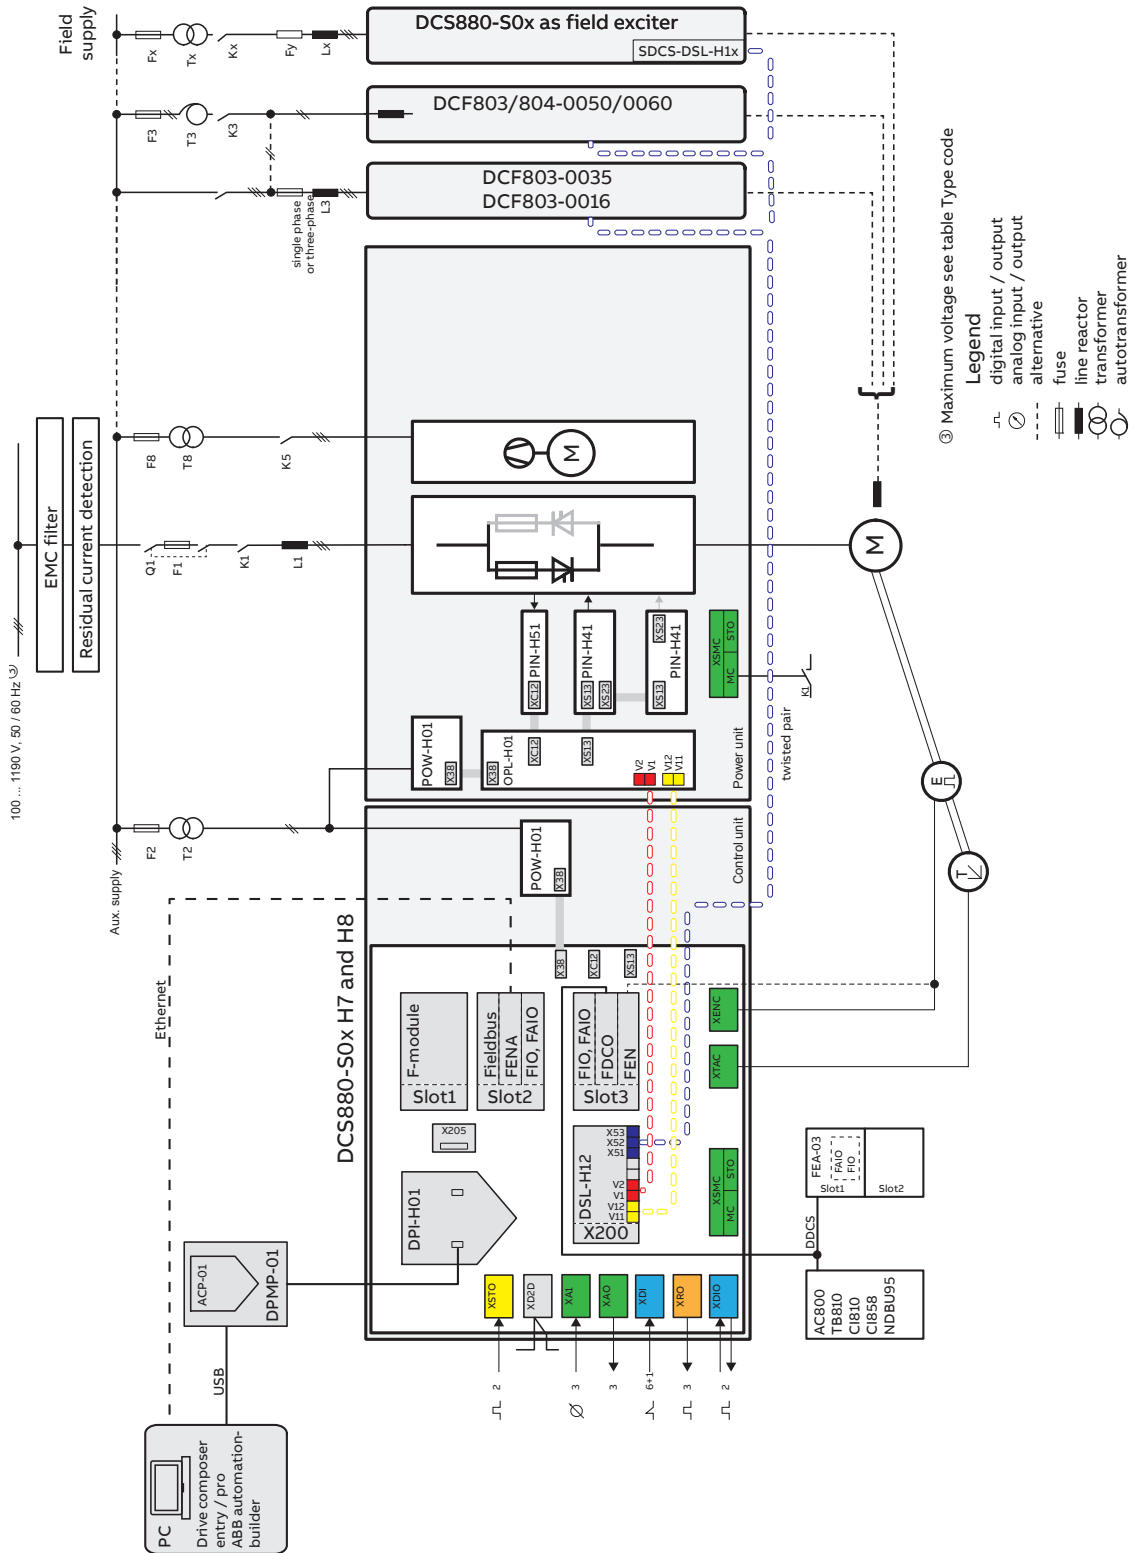 Field
supply
Fx
Tx
Kx
Fy
Lx
DCS880-S0x as field exciter
SDCS-DSL-H1x
F3
T3
K3
DCF803/804-0050/0060
single phase
or three-phase
L3
DCF803-0035
DCF803-0016
100 ... 1190 V, 50 / 60 Hz ③
EMC filter
Residual current detection
F8
T8
K5
M
Q1
F1
K1
L1
PIN-H51
XC12
PIN-H41
XS13
XS23
XS23
PIN-H41
XS13
XSMC
MC
STO
K1
POW-H01
X38
X38
OPL-H01
XC12
XS13
V2
V1
V12
V11
Power unit
twisted pair
M
E
T
③ Maximum voltage see table Type code
Legend
digital input / output
analog input / output
alternative
fuse
line reactor
transformer
autotransformer
Aux. supply
F2
T2
POW-H01
X38
Control unit
Ethernet
DCS880-S0x H7 and H8
X38
XC12
XS13
F-module
Slot1
Fieldbus
FENA
FIO, FAIO
Slot2
FIO, FAIO
FDCO
FEN
Slot3
XENC
XTAC
X205
DPI-H01
DSL-H12
X200
X53
X52
X51
V2
V1
V12
V11
XSMC
MC
STO
XSTO
XD2D
XAI
XAO
XDI
XRO
XDIO
2
3
3
6+1
3
2
ACP-01
DPMP-01
USB
PC
Drive composer
entry / pro
ABB automation-
builder
DDCS
FEA-03
FAIO
FIO
Slot1
Slot2
AC800
TB810
CI810
CI858
NDBU95